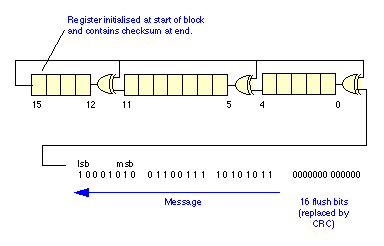 Register initialised at start of block
and contains checksum at end.
15 12 11 5 4 0
lsb msb
1 0 0 0 1 0 1 0 0 1 1 0 0 1 1 1 1 0 1 0 1 0 1 1 0000000 000000
Message
16 flush bits
(replaced by
CRC)